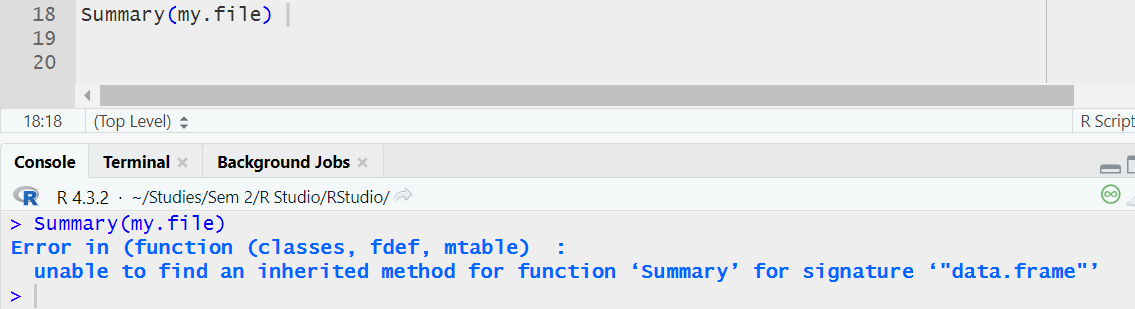 18 Summary(my.file)
19
20
18:18 (Top Level) R Script
Console Terminal Background Jobs
R 4.3.2 · ~/Studies/Sem 2/R Studio/RStudio/
> Summary(my.file)
Error in (function (classes, fdef, mtable)  :
  unable to find an inherited method for function ‘Summary’ for signature ‘"data.frame"’
>